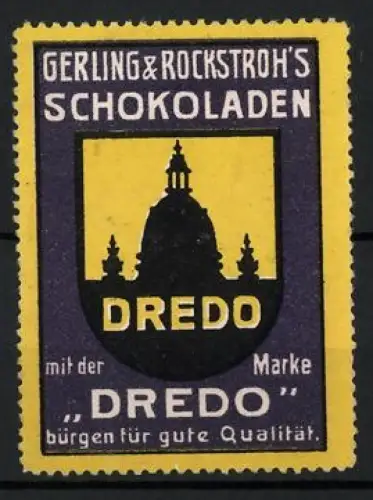 GERLING & ROCKSTROH'S
SCHOKOLADEN
DREDO
mit der Marke
„DREDO"
bürgen für gute Qualität.